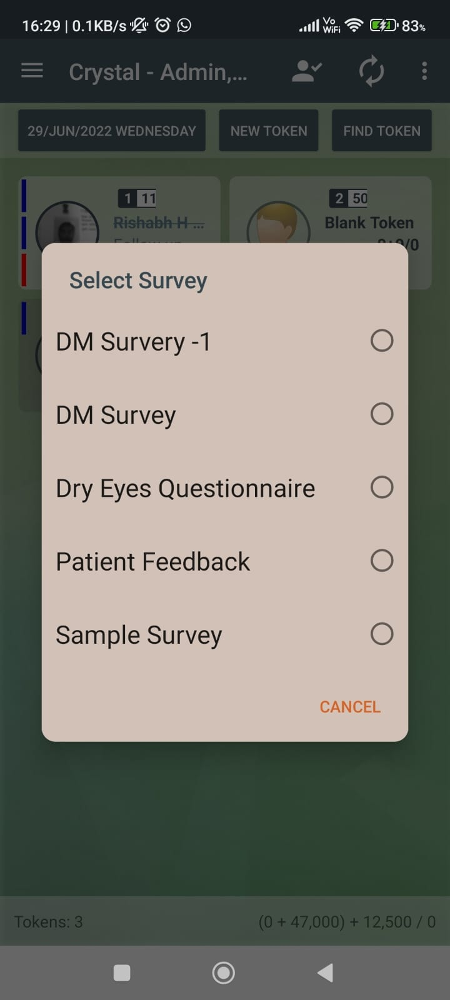 16:29 | 0.1KB/s Vo WiFi 83%
Crystal - Admin,...
29/JUN/2022 WEDNESDAY NEW TOKEN FIND TOKEN
1 11 2 50
Rishabh H ... Blank Token
Select Survey
DM Survery -1
DM Survey
Dry Eyes Questionnaire
Patient Feedback
Sample Survey
CANCEL
Tokens: 3 (0 + 47,000) + 12,500 / 0